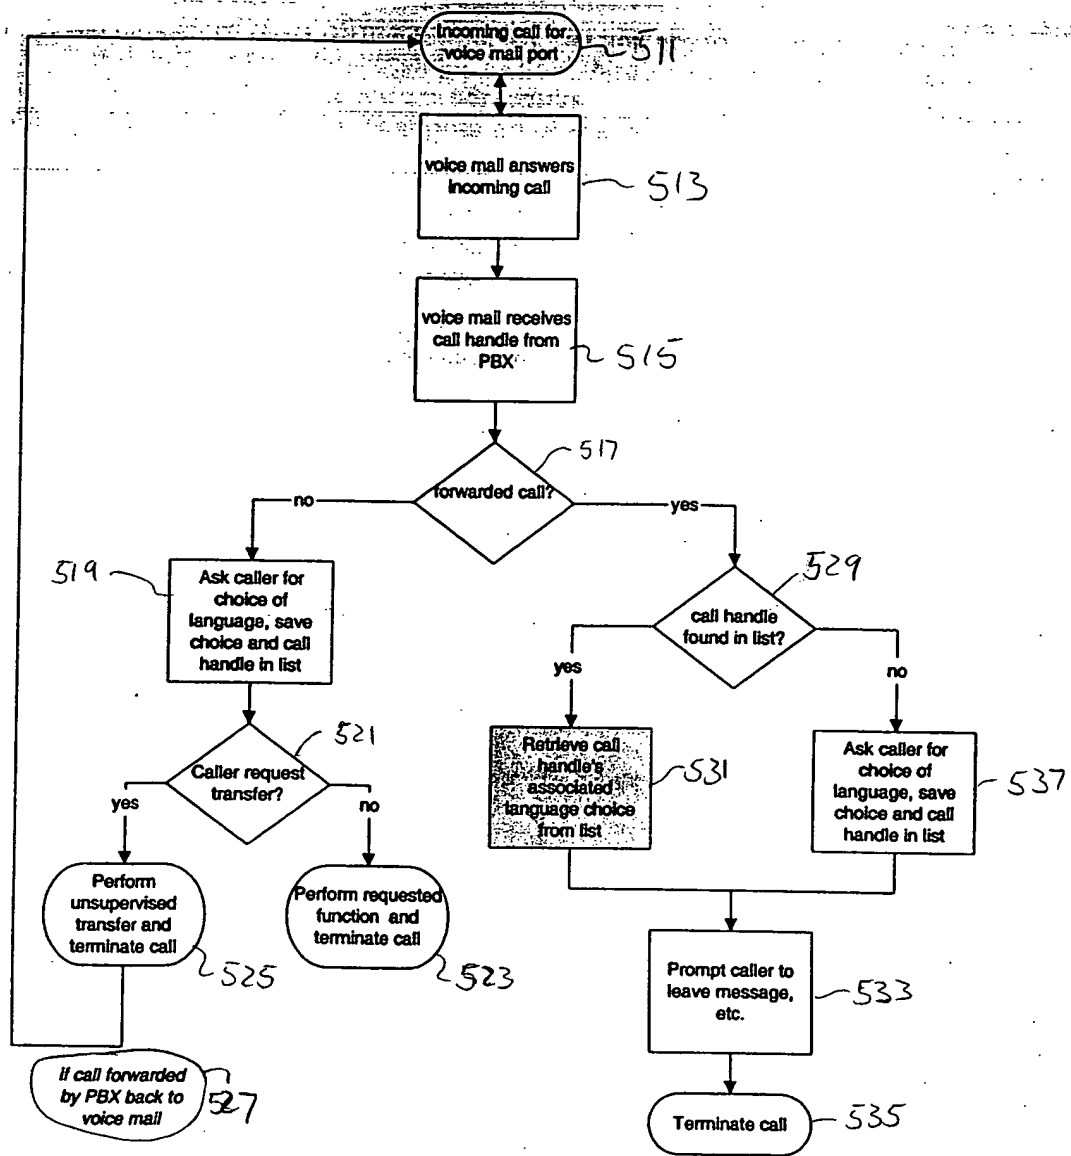 Incoming call for
voice mail port
511
voice mail answers
incoming call
513
voice mail receives
call handle from
PBX
515
517
forwarded call?
no
yes
519
Ask caller for
choice of
language, save
choice and call
handle in list
529
call handle
found in list?
yes
no
521
Caller request
transfer?
yes
no
Retrieve call
handle's
associated
language choice
from list
531
Ask caller for
choice of
language, save
choice and call
handle in list
537
Perform
unsupervised
transfer and
terminate call
525
Perform requested
function and
terminate call
523
Prompt caller to
leave message,
etc.
533
if call forwarded
by PBX back to
voice mail
527
Terminate call
535